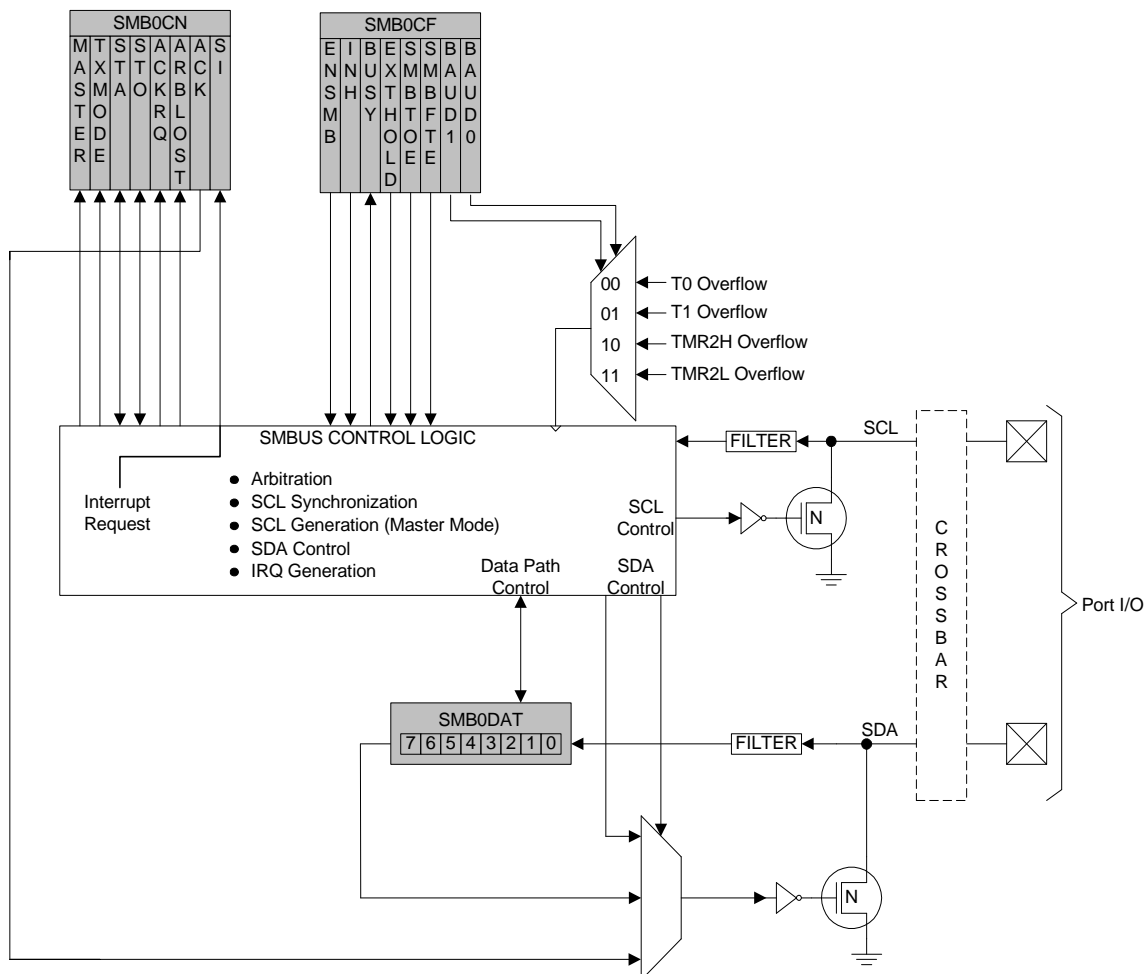 SMB0CN
MASTER
TXMODE
STA
STO
ACKRQ
ARBLOST
ACK
SI
SMB0CF
ENSMB
INH
BUSY
EXTHOLD
SMBTOE
SMBFTE
BAUD1
BAUD0
00
T0 Overflow
01
T1 Overflow
10
TMR2H Overflow
11
TMR2L Overflow
SMBUS CONTROL LOGIC
Arbitration
SCL Synchronization
SCL Generation (Master Mode)
SDA Control
IRQ Generation
Interrupt
Request
SCL
Control
Data Path
Control
SDA
Control
FILTER
SCL
N
CROSSBAR
Port I/O
SMB0DAT
7 6 5 4 3 2 1 0
FILTER
SDA
N